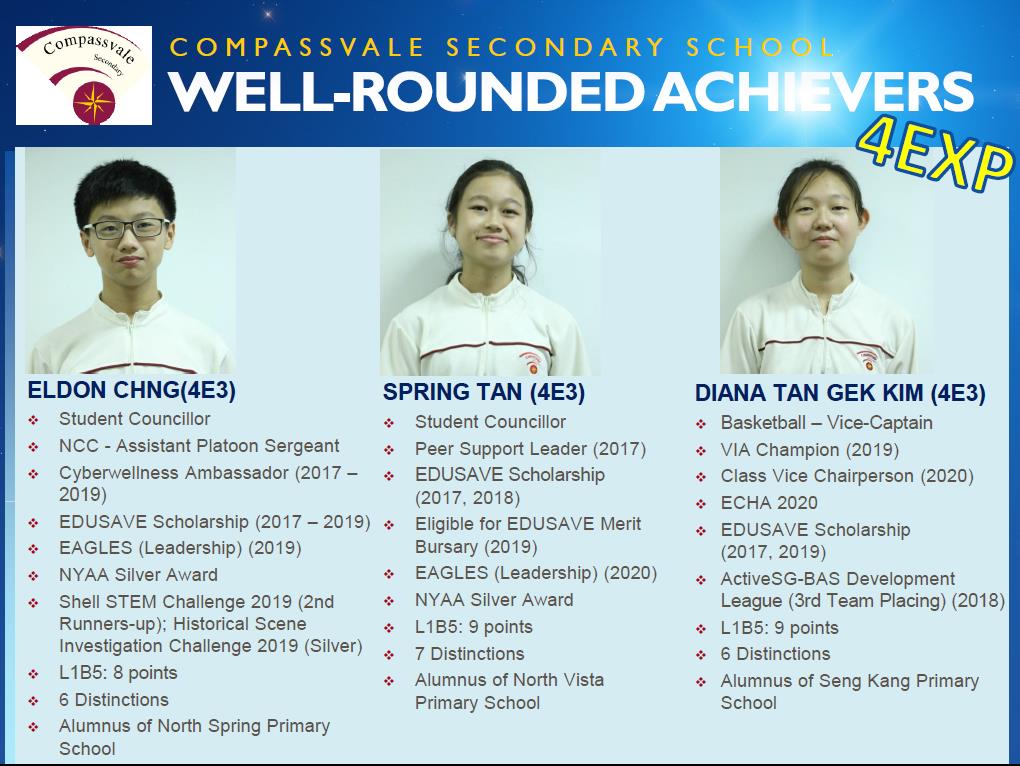 Compassvale
Secondary
COMPASSVALE SECONDARY SCHOOL
WELL-ROUNDED ACHIEVERS
4EXP
ELDON CHNG(4E3)
Student Councillor
NCC - Assistant Platoon Sergeant
Cyberwellness Ambassador (2017 –
2019)
EDUSAVE Scholarship (2017 – 2019)
EAGLES (Leadership) (2019)
NYAA Silver Award
Shell STEM Challenge 2019 (2nd
Runners-up); Historical Scene
Investigation Challenge 2019 (Silver)
L1B5: 8 points
6 Distinctions
Alumnus of North Spring Primary
School
SPRING TAN (4E3)
Student Councillor
Peer Support Leader (2017)
EDUSAVE Scholarship
(2017, 2018)
Eligible for EDUSAVE Merit
Bursary (2019)
EAGLES (Leadership) (2020)
NYAA Silver Award
L1B5: 9 points
7 Distinctions
Alumnus of North Vista
Primary School
DIANA TAN GEK KIM (4E3)
Basketball – Vice-Captain
VIA Champion (2019)
Class Vice Chairperson (2020)
ECHA 2020
EDUSAVE Scholarship
(2017, 2019)
ActiveSG-BAS Development
League (3rd Team Placing) (2018)
L1B5: 9 points
6 Distinctions
Alumnus of Seng Kang Primary
School